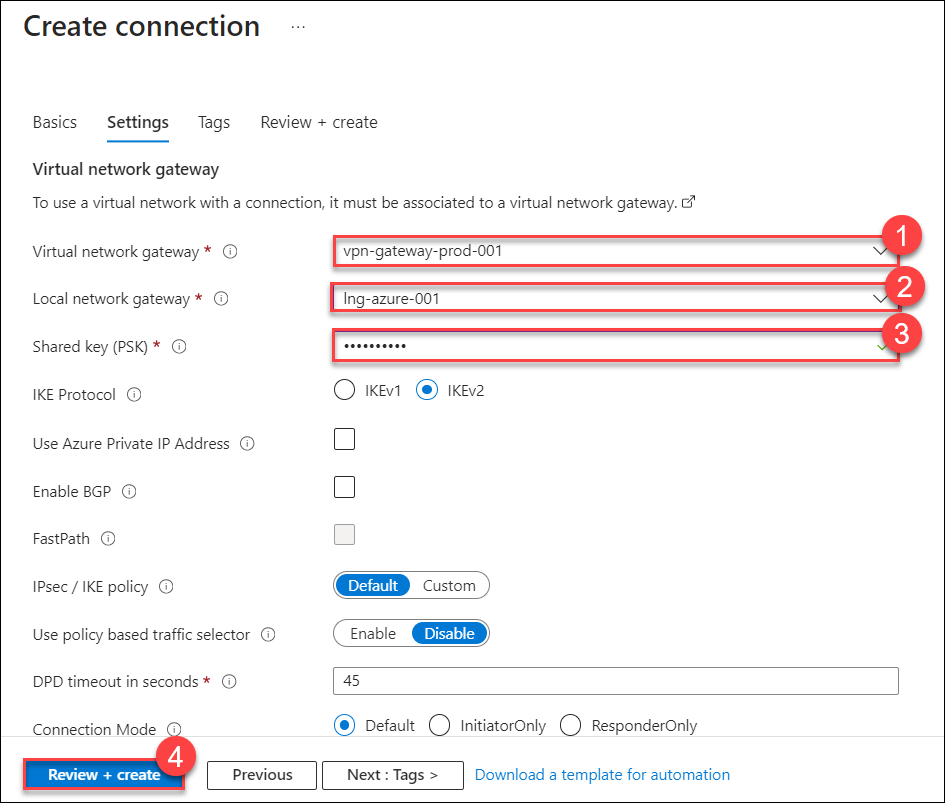 Create connection ...
Basics Settings Tags Review + create
Virtual network gateway
To use a virtual network with a connection, it must be associated to a virtual network gateway.
Virtual network gateway * vpn-gateway-prod-001 1
Local network gateway * lng-azure-001 2
Shared key (PSK) * •••••••••• 3
IKE Protocol IKEv1 IKEv2
Use Azure Private IP Address
Enable BGP
FastPath
IPsec / IKE policy Default Custom
Use policy based traffic selector Enable Disable
DPD timeout in seconds * 45
Connection Mode Default InitiatorOnly ResponderOnly
4
Review + create Previous Next : Tags > Download a template for automation